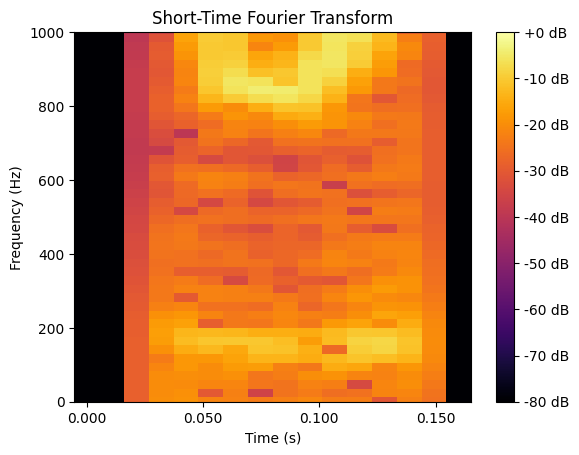 Short-Time Fourier Transform
1000
800
600
400
200
0
Frequency (Hz)
0.000
0.050
0.100
0.150
Time (s)
+0 dB
-10 dB
-20 dB
-30 dB
-40 dB
-50 dB
-60 dB
-70 dB
-80 dB